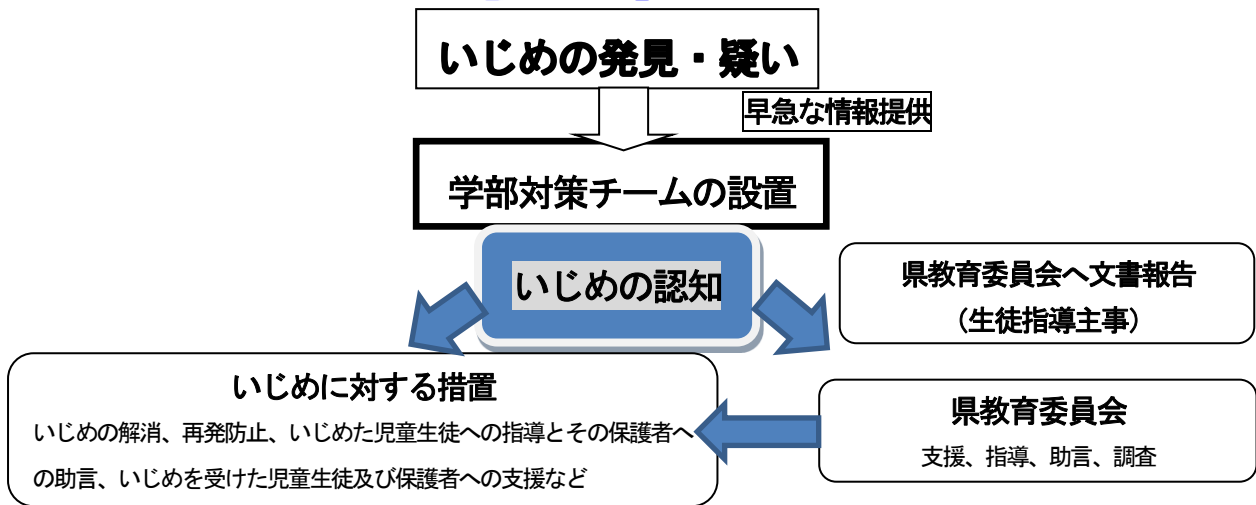 いじめの発見・疑い
早急な情報提供
学部対策チームの設置
いじめの認知
県教育委員会へ文書報告
（生徒指導主事）
いじめに対する措置
いじめの解消、再発防止、いじめた児童生徒への指導とその保護者へ
の助言、いじめを受けた児童生徒及び保護者への支援など
県教育委員会
支援、指導、助言、調査